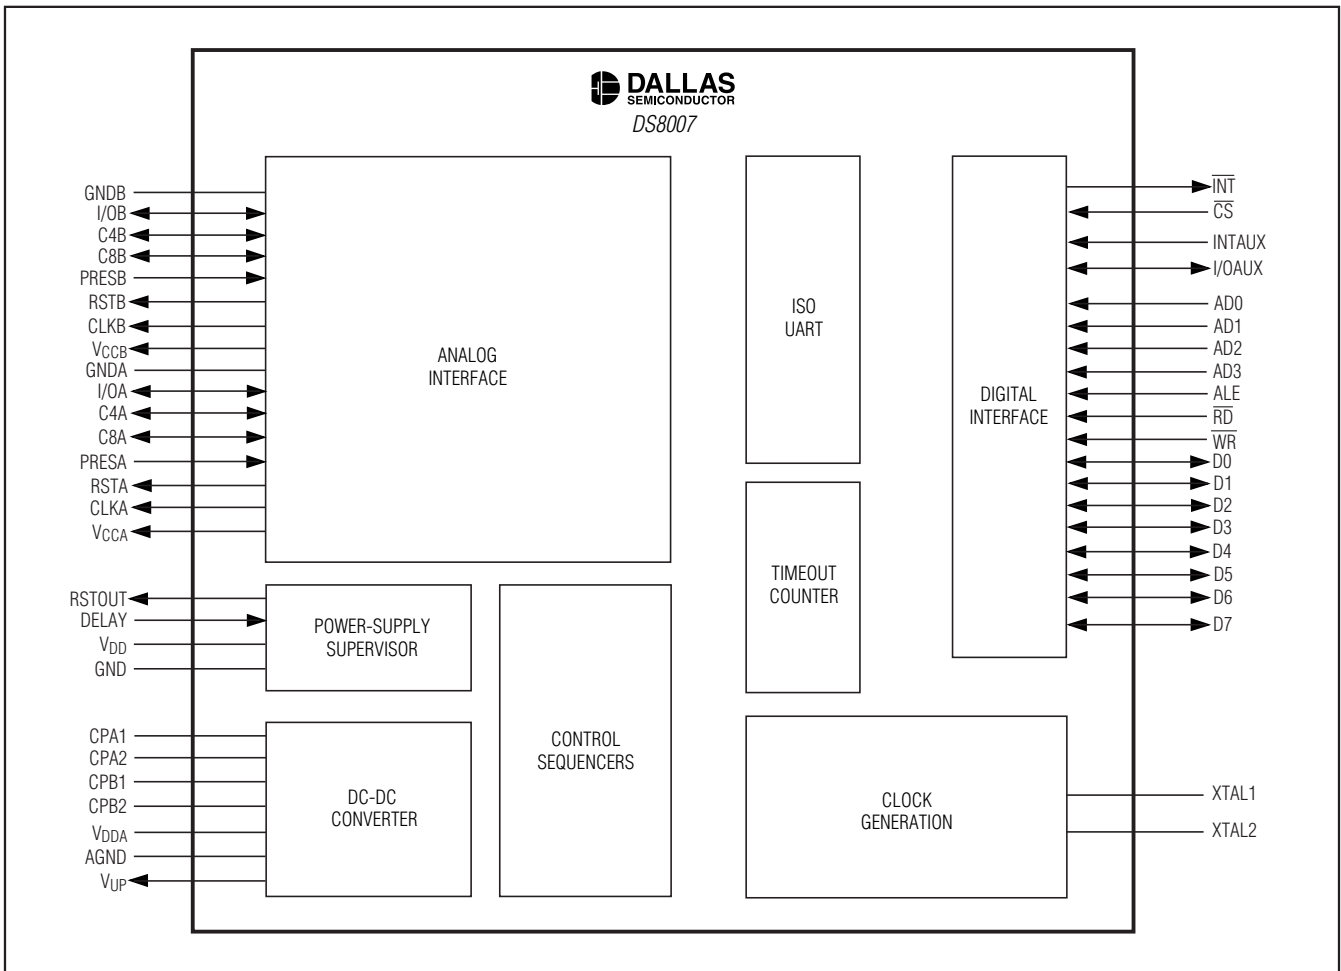 DALLAS
SEMICONDUCTOR
DS8007
GNDB
I/OB
C4B
C8B
PRESB
RSTB
CLKB
VCCB
GNDA
I/OA
C4A
C8A
PRESA
RSTA
CLKA
VCCA
ANALOG
INTERFACE
ISO
UART
DIGITAL
INTERFACE
INT
CS
INTAUX
I/OAUX
AD0
AD1
AD2
AD3
ALE
RD
WR
D0
D1
D2
D3
D4
D5
D6
D7
RSTOUT
DELAY
VDD
GND
POWER-SUPPLY
SUPERVISOR
TIMEOUT
COUNTER
CPA1
CPA2
CPB1
CPB2
VDDA
AGND
VUP
DC-DC
CONVERTER
CONTROL
SEQUENCERS
CLOCK
GENERATION
XTAL1
XTAL2